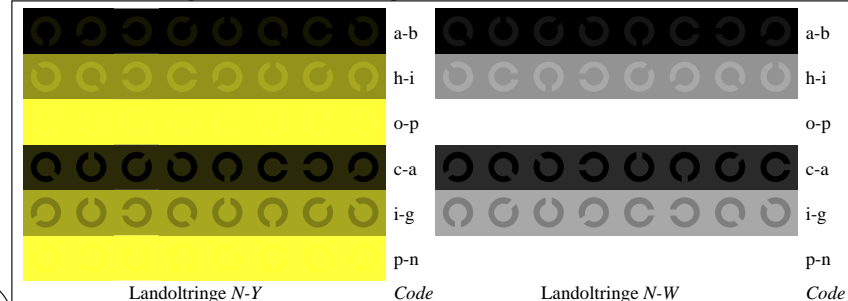 a-b a-b
h-i h-i
o-p o-p
c-a c-a
i-g i-g
p-n p-n
Landoltringe N-Y Code Landoltringe N-W Code